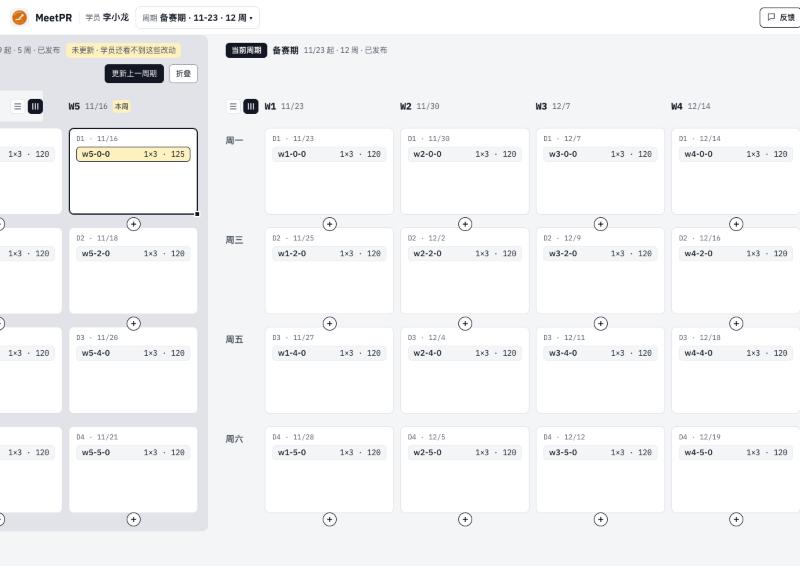 MeetPR 学员 李小龙 周期 备赛期 · 11-23 · 12 周 反馈
起 · 5 周 · 已发布 未更新 · 学员还看不到这些改动 当前周期 备赛期 11/23 起 · 12 周 · 已发布
更新上一周期 折叠
W5 11/16 本周 W1 11/23 W2 11/30 W3 12/7 W4 12/14
D1 · 11/16 周一 D1 · 11/23 D1 · 11/30 D1 · 12/7 D1 · 12/14
1×3 · 120 w5-0-0 1×3 · 125 w1-0-0 1×3 · 120 w2-0-0 1×3 · 120 w3-0-0 1×3 · 120 w4-0-0 1×3 · 120
D2 · 11/18 周三 D2 · 11/25 D2 · 12/2 D2 · 12/9 D2 · 12/16
1×3 · 120 w5-2-0 1×3 · 120 w1-2-0 1×3 · 120 w2-2-0 1×3 · 120 w3-2-0 1×3 · 120 w4-2-0 1×3 · 120
D3 · 11/20 周五 D3 · 11/27 D3 · 12/4 D3 · 12/11 D3 · 12/18
1×3 · 120 w5-4-0 1×3 · 120 w1-4-0 1×3 · 120 w2-4-0 1×3 · 120 w3-4-0 1×3 · 120 w4-4-0 1×3 · 120
D4 · 11/21 周六 D4 · 11/28 D4 · 12/5 D4 · 12/12 D4 · 12/19
1×3 · 120 w5-5-0 1×3 · 120 w1-5-0 1×3 · 120 w2-5-0 1×3 · 120 w3-5-0 1×3 · 120 w4-5-0 1×3 · 120